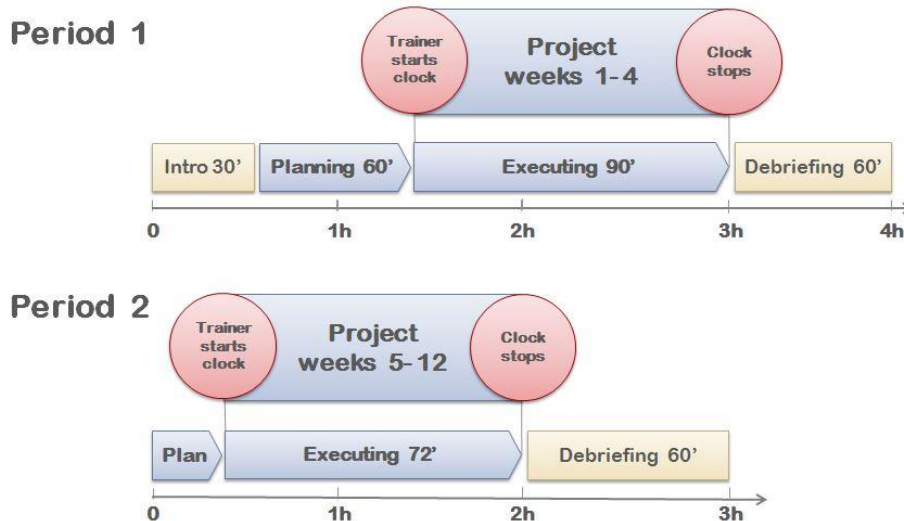 Period 1
Trainer
starts
clock
Project
weeks 1-4
Clock
stops
Intro 30’
Planning 60’
Executing 90’
Debriefing 60’
0
1h
2h
3h
4h
Period 2
Trainer
starts
clock
Project
weeks 5-12
Clock
stops
Plan
Executing 72’
Debriefing 60’
0
1h
2h
3h